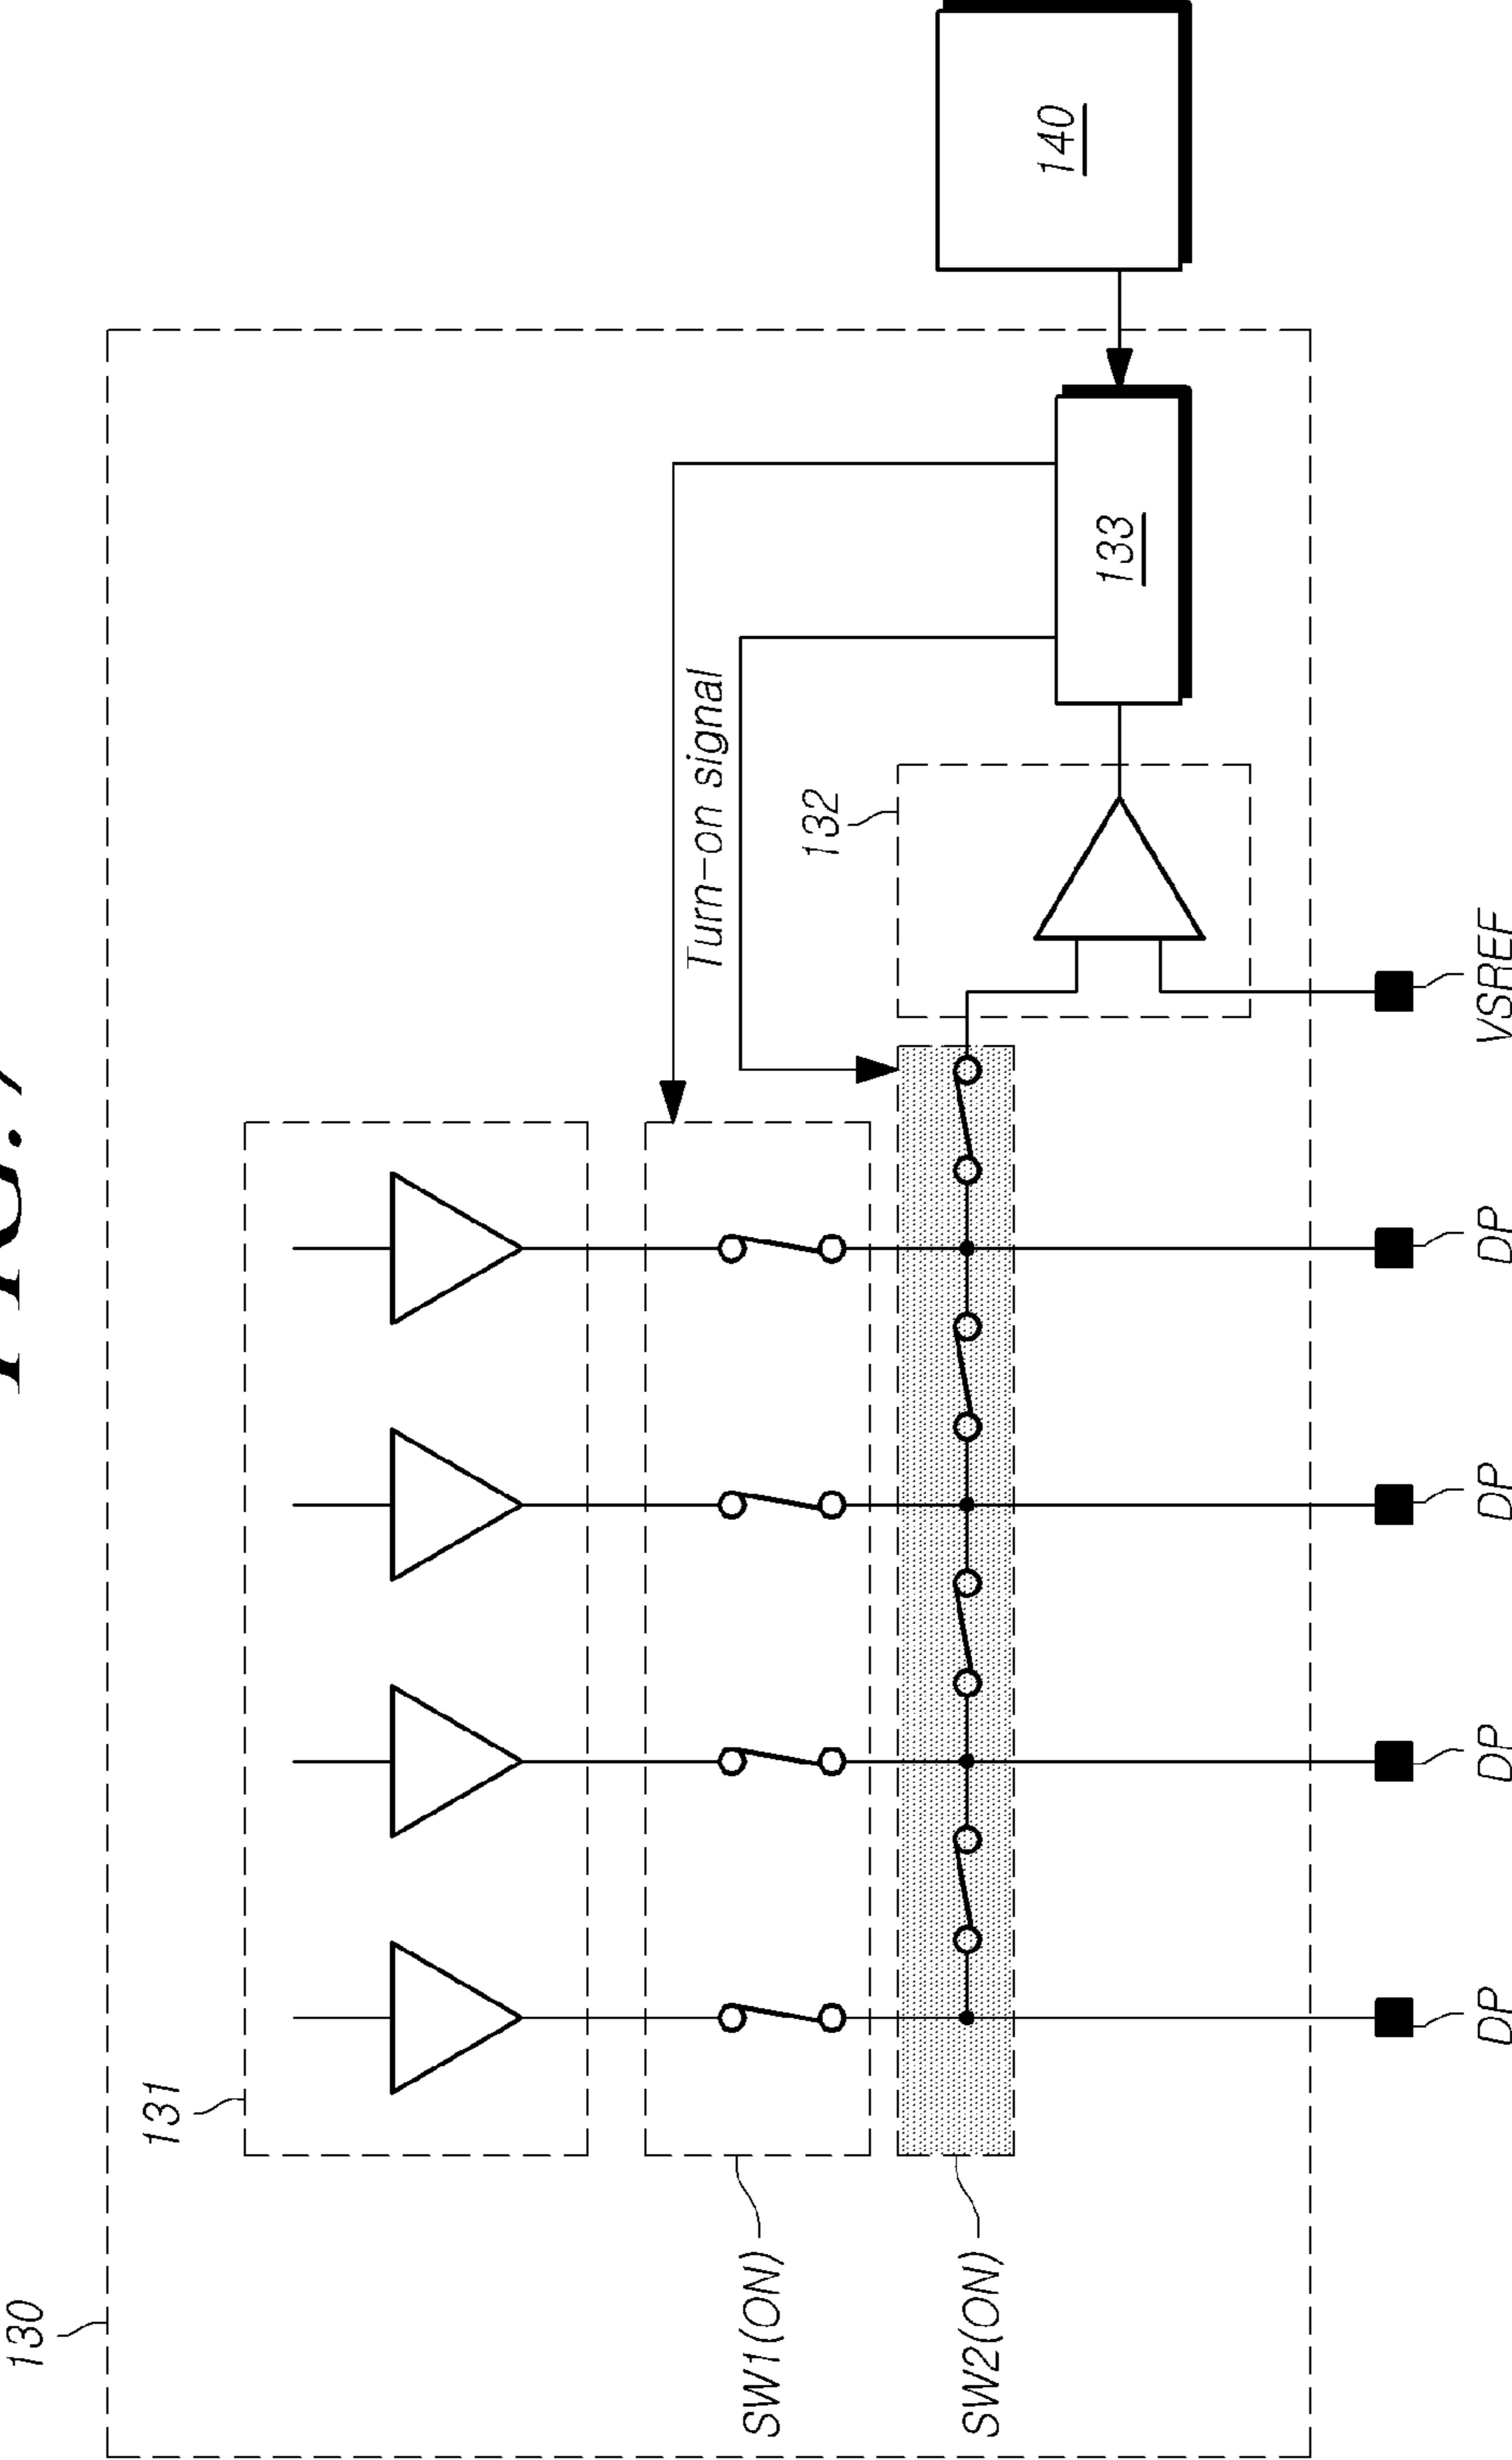 130
131
SW1(ON)
SW2(ON)
Turn-on signal
132
133
140
DP
DP
DP
DP
VSREF